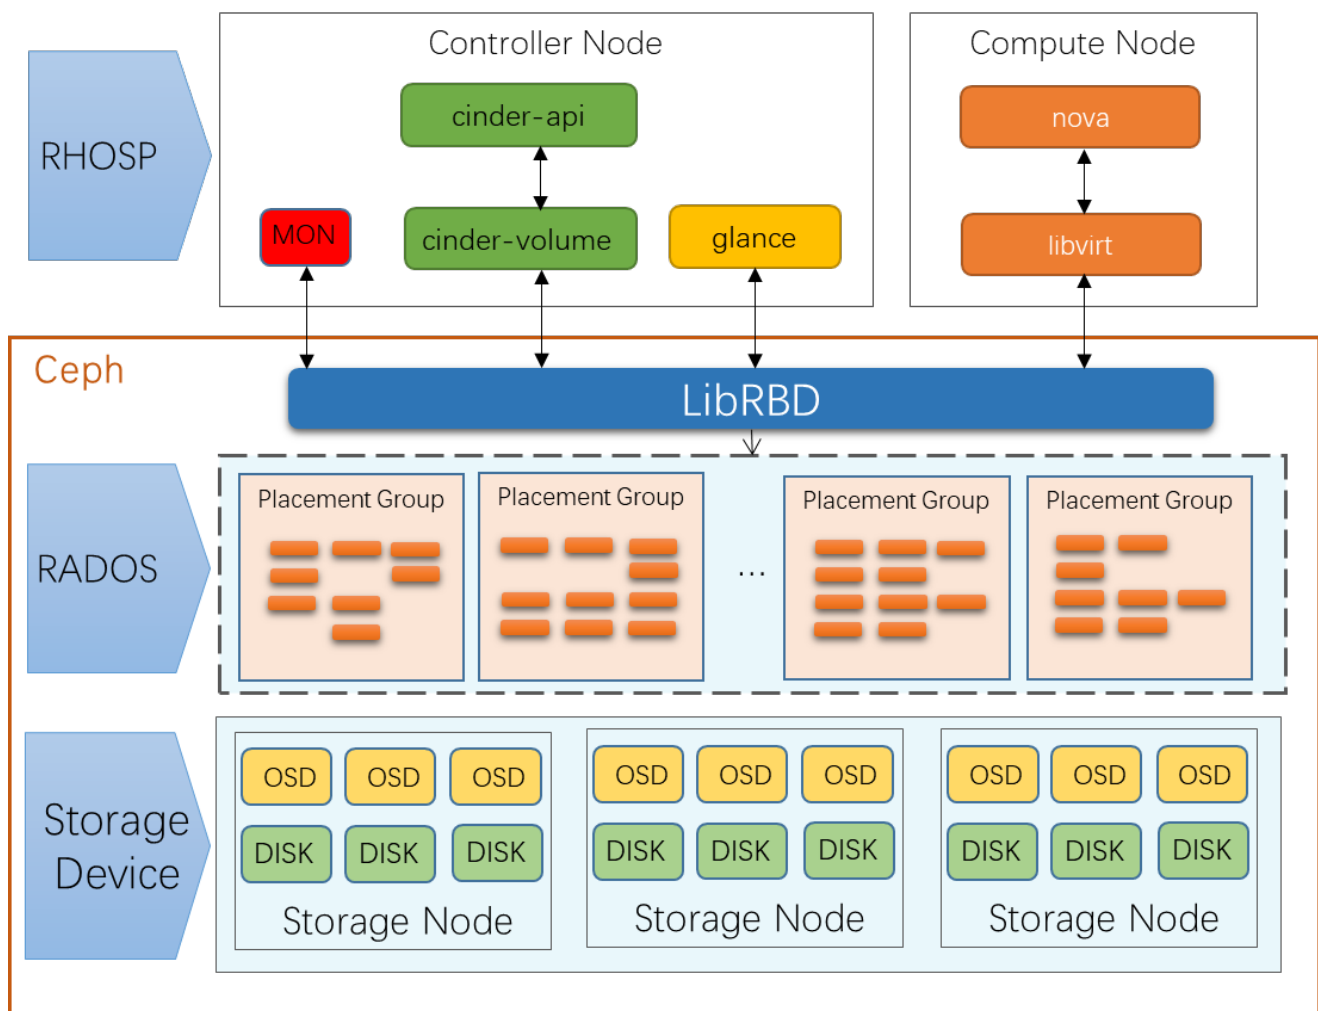 Controller Node
Compute Node
RHOSP
cinder-api
nova
MON
cinder-volume
glance
libvirt
Ceph
LibRBD
RADOS
Placement Group
Placement Group
...
Placement Group
Placement Group
Storage
Device
OSD OSD OSD
DISK DISK DISK
Storage Node
OSD OSD OSD
DISK DISK DISK
Storage Node
OSD OSD OSD
DISK DISK DISK
Storage Node